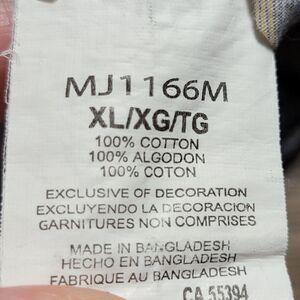 MJ1166M
XL/XG/TG
100% COTTON
100% ALGODON
100% COTON
EXCLUSIVE OF DECORATION
EXCLUYENDO LA DECORACION
GARNITURES NON COMPRISES
MADE IN BANGLADESH
HECHO EN BANGLADESH
FABRIQUE AU BANGLADESH
CA 55394